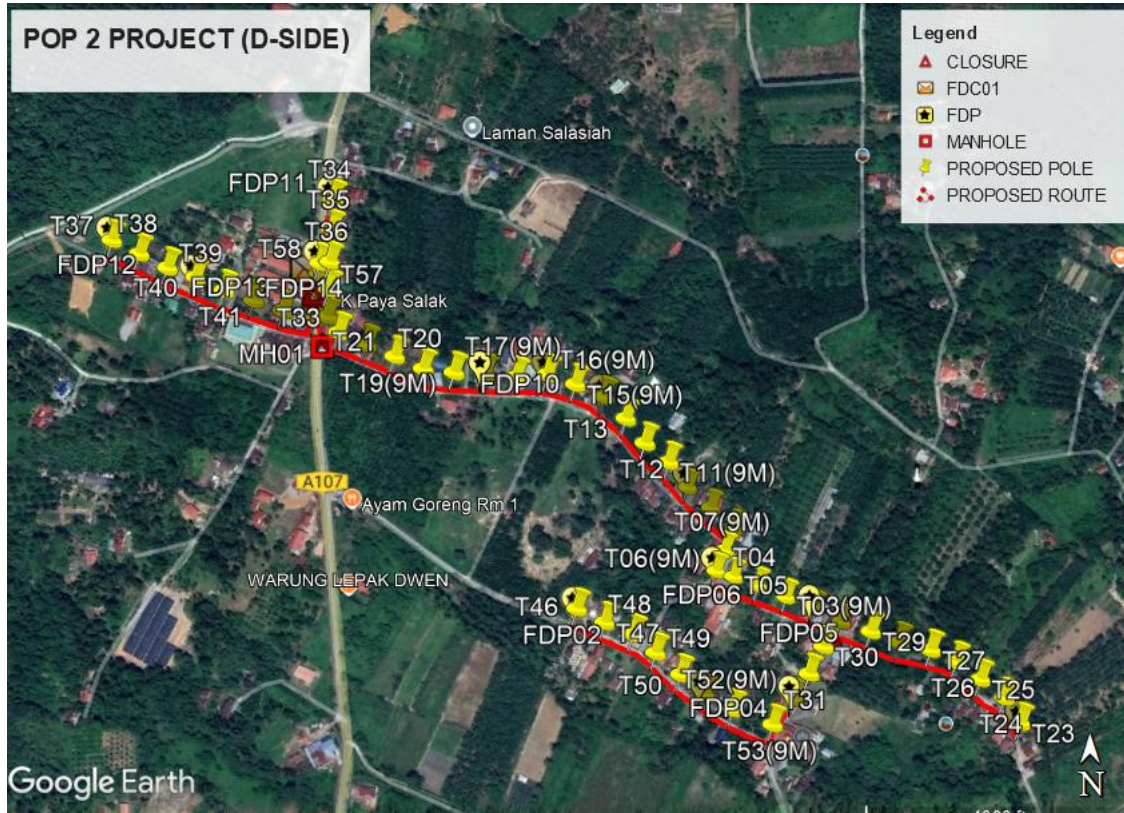 POP 2 PROJECT (D-SIDE)
Legend
CLOSURE
FDC01
FDP
MANHOLE
PROPOSED POLE
PROPOSED ROUTE
Laman Salasiah
T34
FDP11
T35
T37
T38
T36
T58
T39
FDP12
T57
T40
FDP13
FDP14
K Paya Salak
T41
T33
T21
T20
MH01
T17(9M)
T16(9M)
T19(9M)
FDP10
T15(9M)
T13
T12
T11(9M)
A107
Ayam Goreng Rm 1
T07(9M)
T06(9M)
T04
WARUNG LEPAK DWEN
T05
FDP06
T46
T48
T03(9M)
FDP02
T47
FDP05
T49
T30
T29
T27
T50
T52(9M)
T26
T31
T25
FDP04
T24
T23
T53(9M)
Google Earth
N